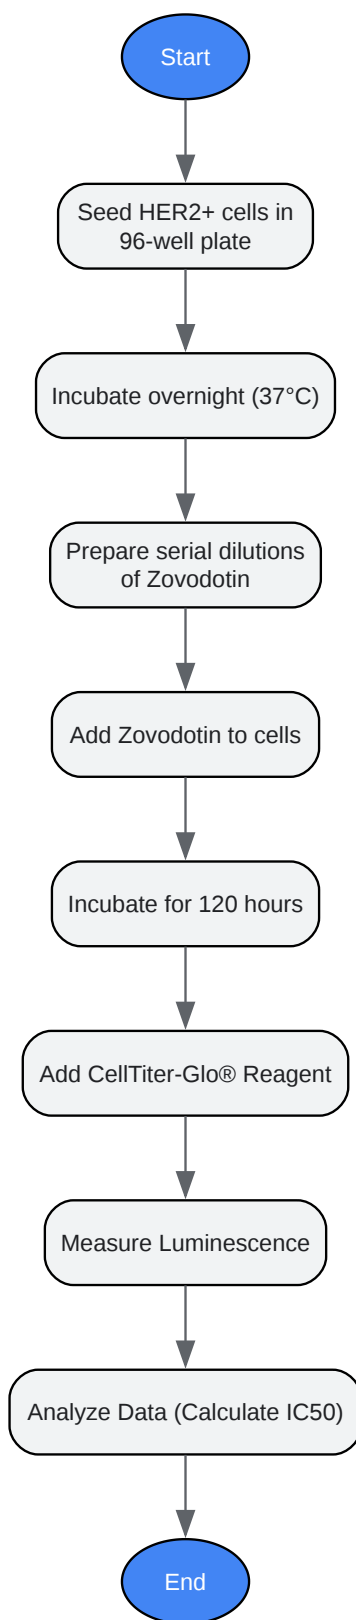 Start
Seed HER2+ cells in
96-well plate
Incubate overnight (37°C)
Prepare serial dilutions
of Zovodotin
Add Zovodotin to cells
Incubate for 120 hours
Add CellTiter-Glo® Reagent
Measure Luminescence
Analyze Data (Calculate IC50)
End